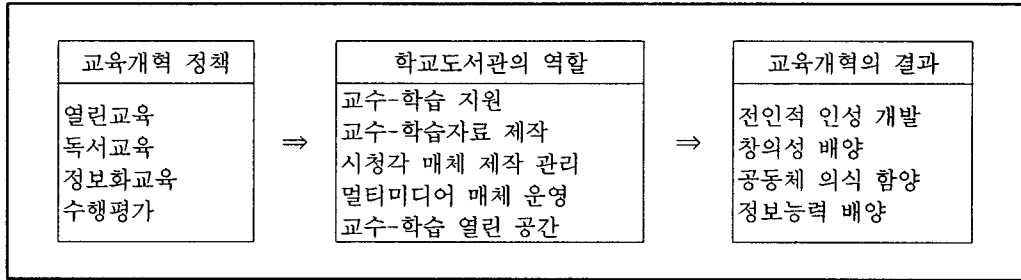 교육개혁 정책
열린교육
독서교육
정보화교육
수행평가
⇒
학교도서관의 역할
교수-학습 지원
교수-학습자료 제작
시청각 매체 제작 관리
멀티미디어 매체 운영
교수-학습 열린 공간
⇒
교육개혁의 결과
전인적 인성 개발
창의성 배양
공동체 의식 함양
정보능력 배양